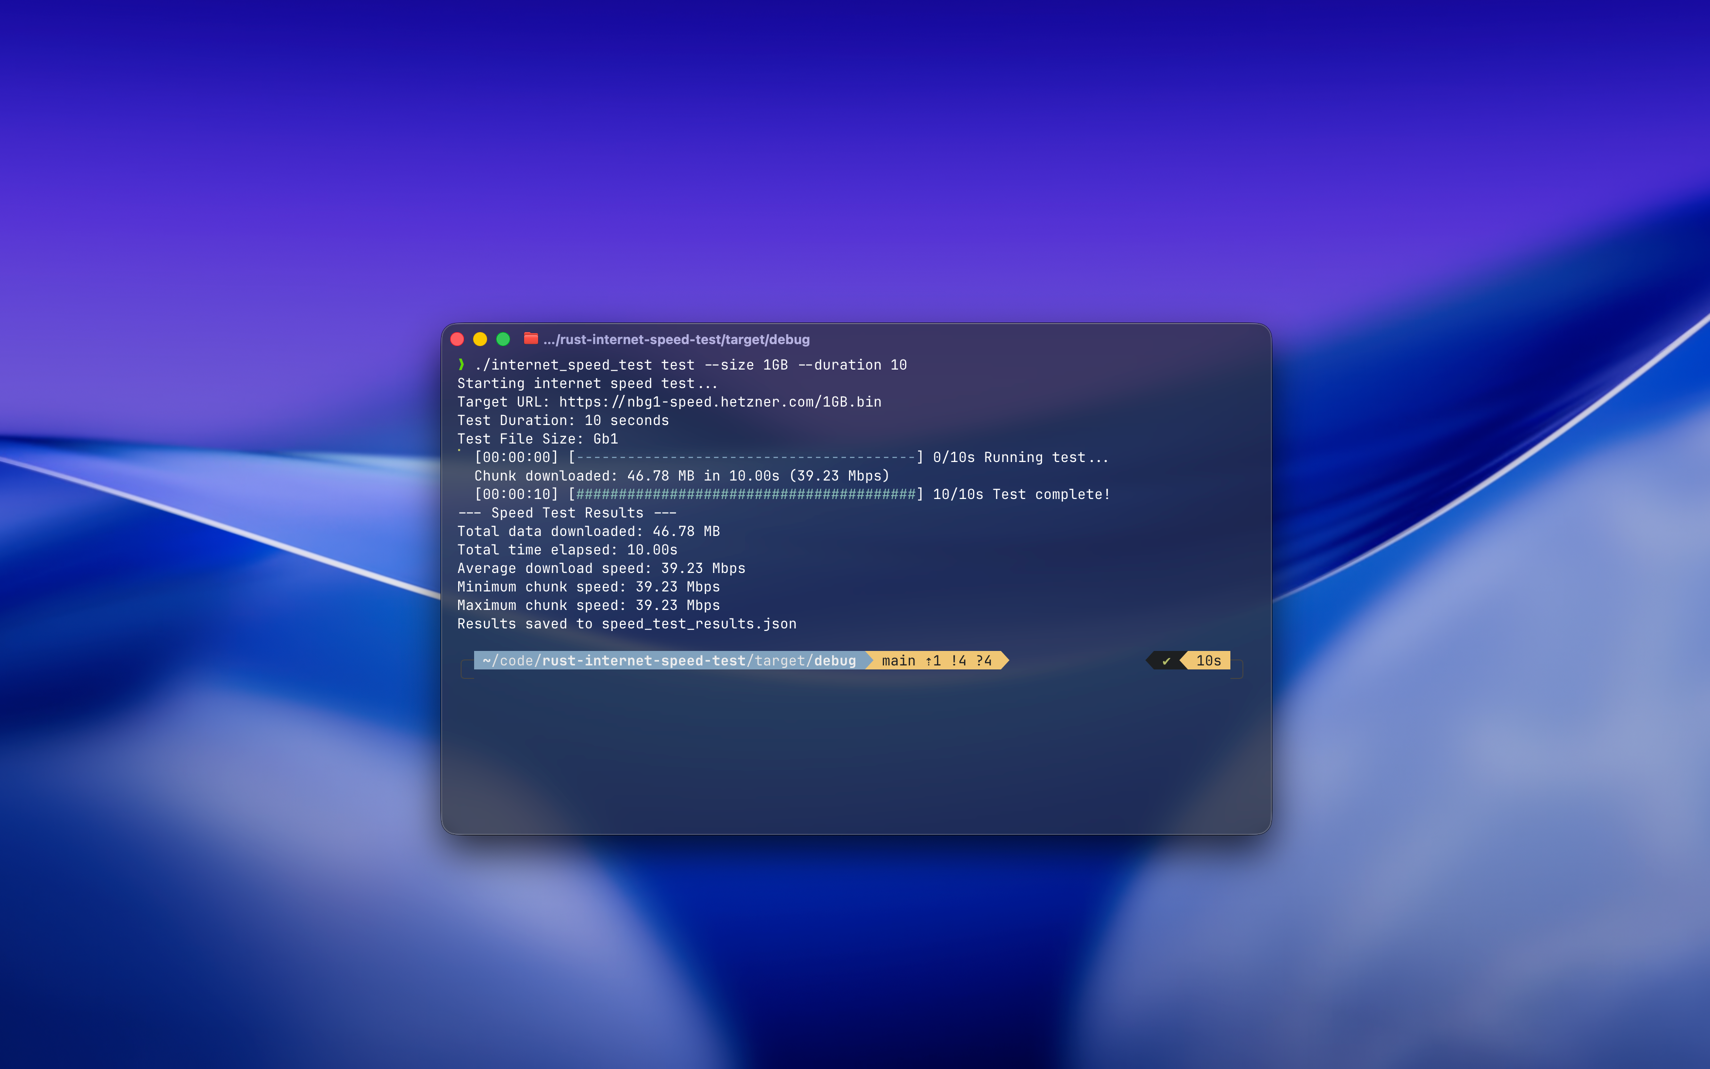 .../rust-internet-speed-test/target/debug
❯ ./internet_speed_test test --size 1GB --duration 10
Starting internet speed test...
Target URL: https://nbg1-speed.hetzner.com/1GB.bin
Test Duration: 10 seconds
Test File Size: Gb1
[00:00:00] [----------------------------------------] 0/10s Running test...
Chunk downloaded: 46.78 MB in 10.00s (39.23 Mbps)
[00:00:10] [########################################] 10/10s Test complete!
--- Speed Test Results ---
Total data downloaded: 46.78 MB
Total time elapsed: 10.00s
Average download speed: 39.23 Mbps
Minimum chunk speed: 39.23 Mbps
Maximum chunk speed: 39.23 Mbps
Results saved to speed_test_results.json
~/code/rust-internet-speed-test/target/debug main ⇡1 !4 ?4 ✔ 10s